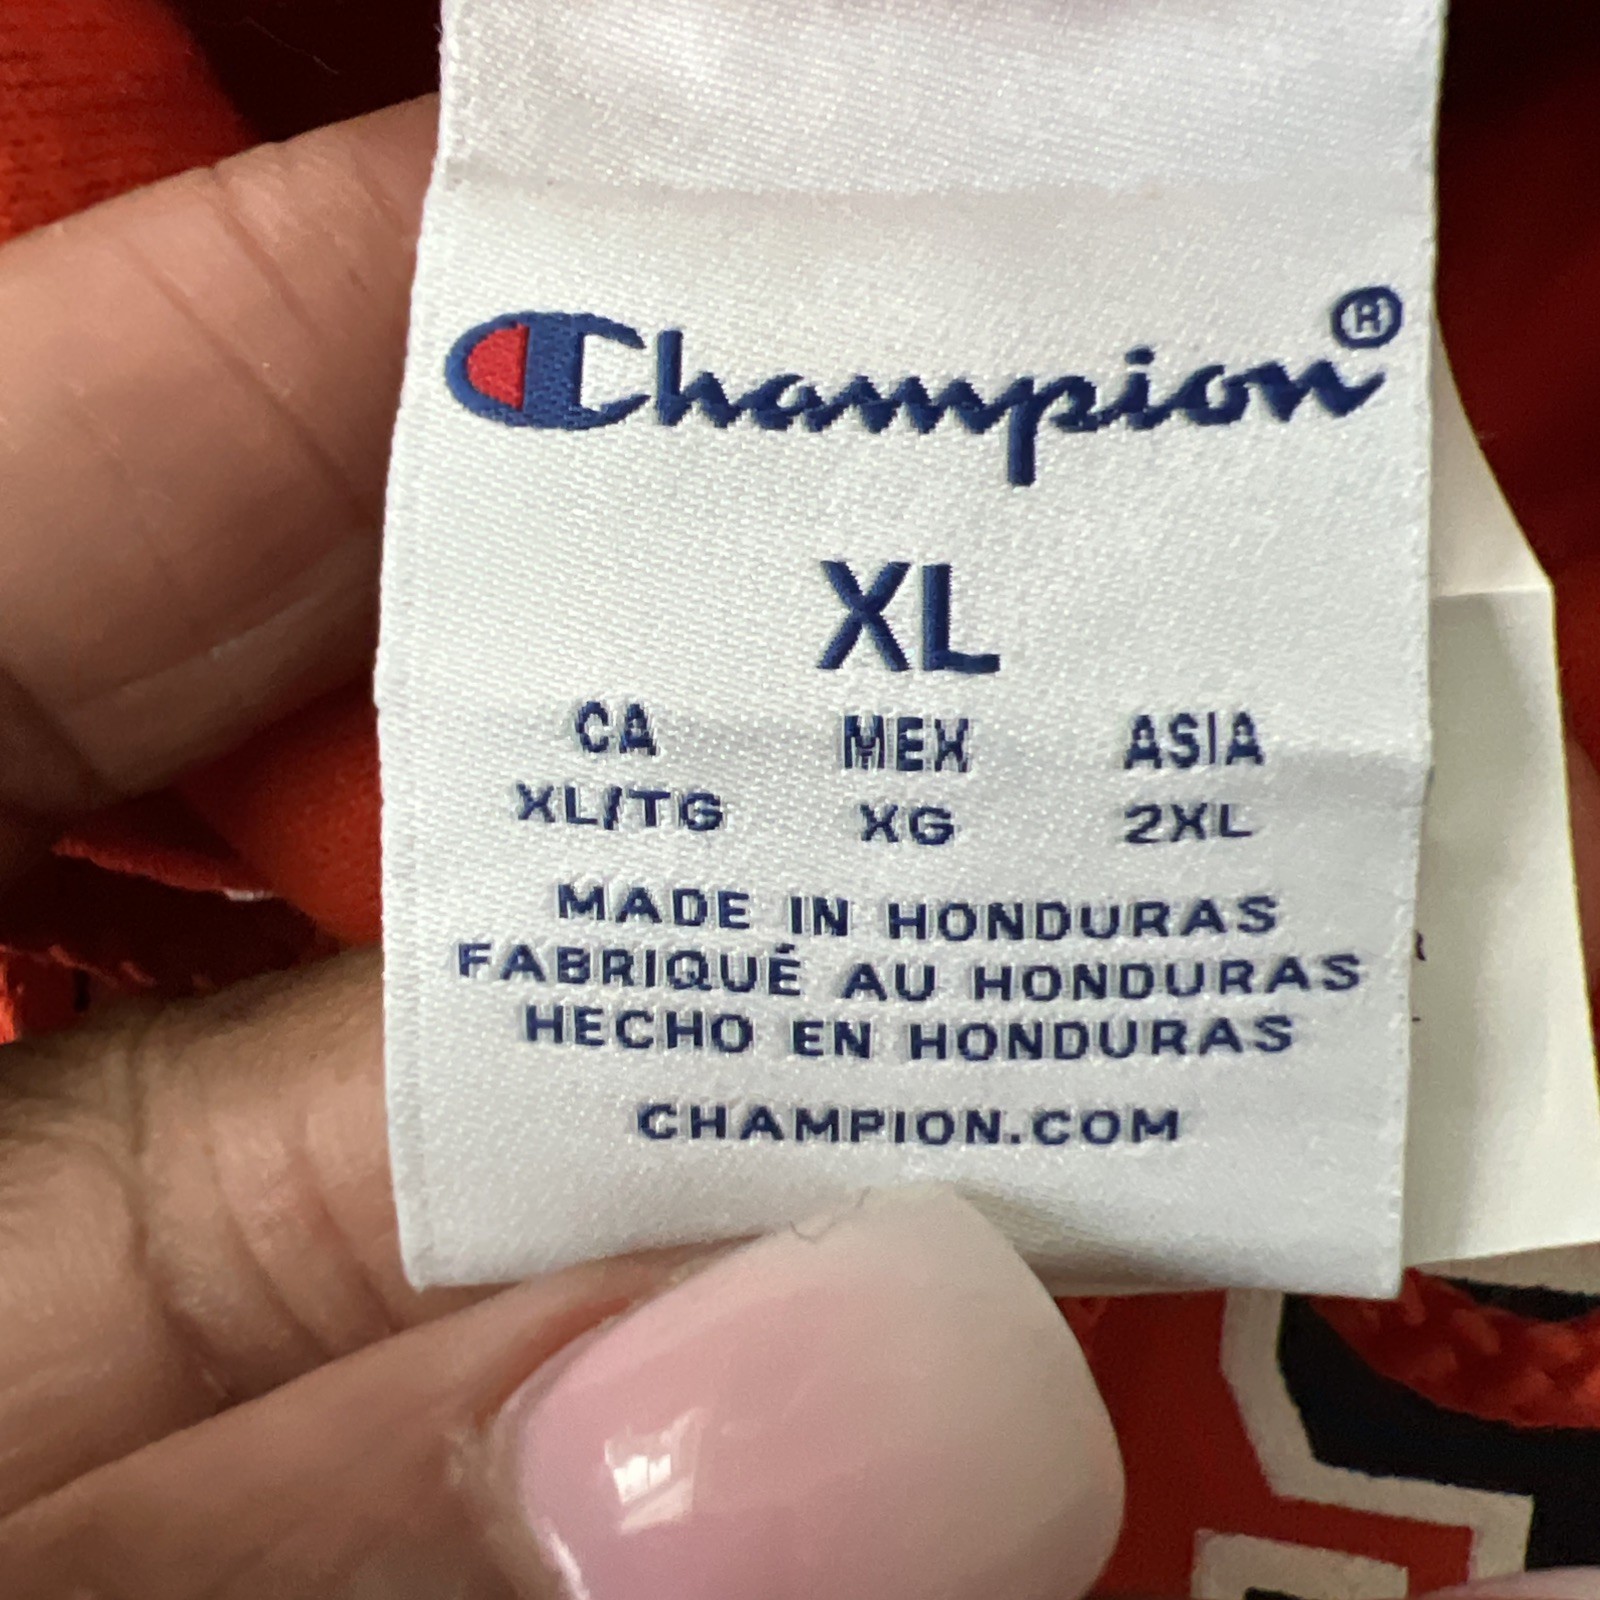 Champion®
XL
CA MEX ASIA
XL/TG XG 2XL
MADE IN HONDURAS
FABRIQUÉ AU HONDURAS
HECHO EN HONDURAS
CHAMPION.COM